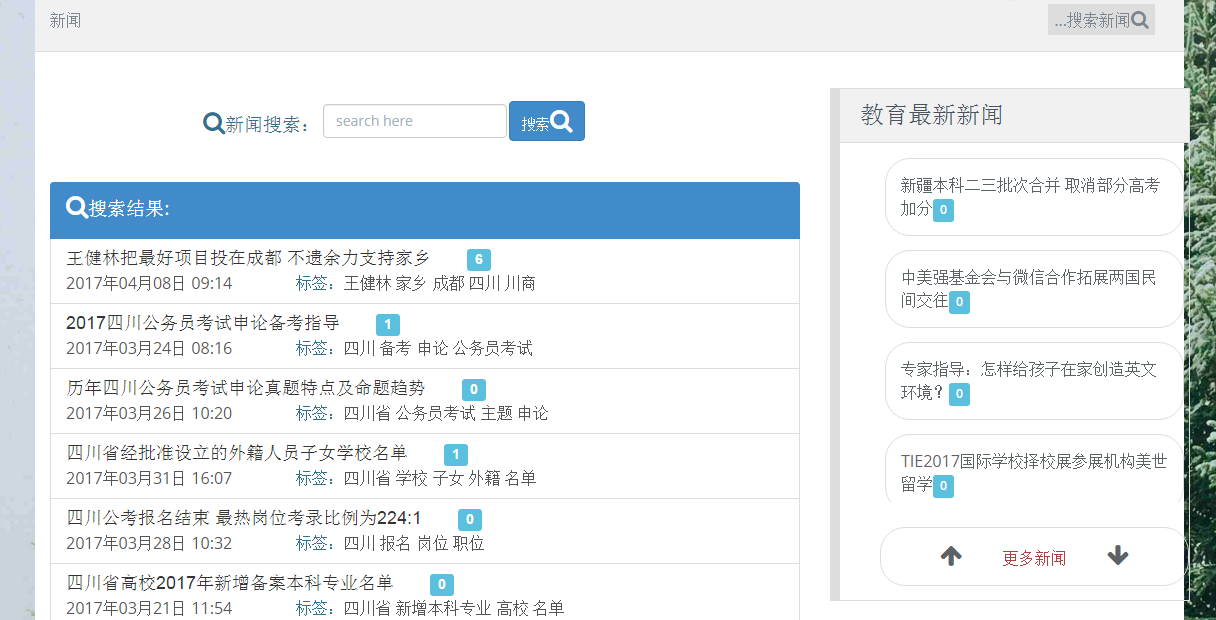 新闻
...搜索新闻
新闻搜索：
search here
搜索
搜索结果:
王健林把最好项目投在成都 不遗余力支持家乡 6
2017年04月08日 09:14 标签：王健林 家乡 成都 四川 川商
2017四川公务员考试申论备考指导 1
2017年03月24日 08:16 标签：四川 备考 申论 公务员考试
历年四川公务员考试申论真题特点及命题趋势 0
2017年03月26日 10:20 标签：四川省 公务员考试 主题 申论
四川省经批准设立的外籍人员子女学校名单 1
2017年03月31日 16:07 标签：四川省 学校 子女 外籍 名单
四川公考报名结束 最热岗位考录比例为224:1 0
2017年03月28日 10:32 标签：四川 报名 岗位 职位
四川省高校2017年新增备案本科专业名单 0
2017年03月21日 11:54 标签：四川省 新增本科专业 高校 名单
教育最新新闻
新疆本科二三批次合并 取消部分高考
加分 0
中美强基金会与微信合作拓展两国民
间交往 0
专家指导：怎样给孩子在家创造英文
环境？ 0
TIE2017国际学校择校展参展机构美世
留学 0
更多新闻